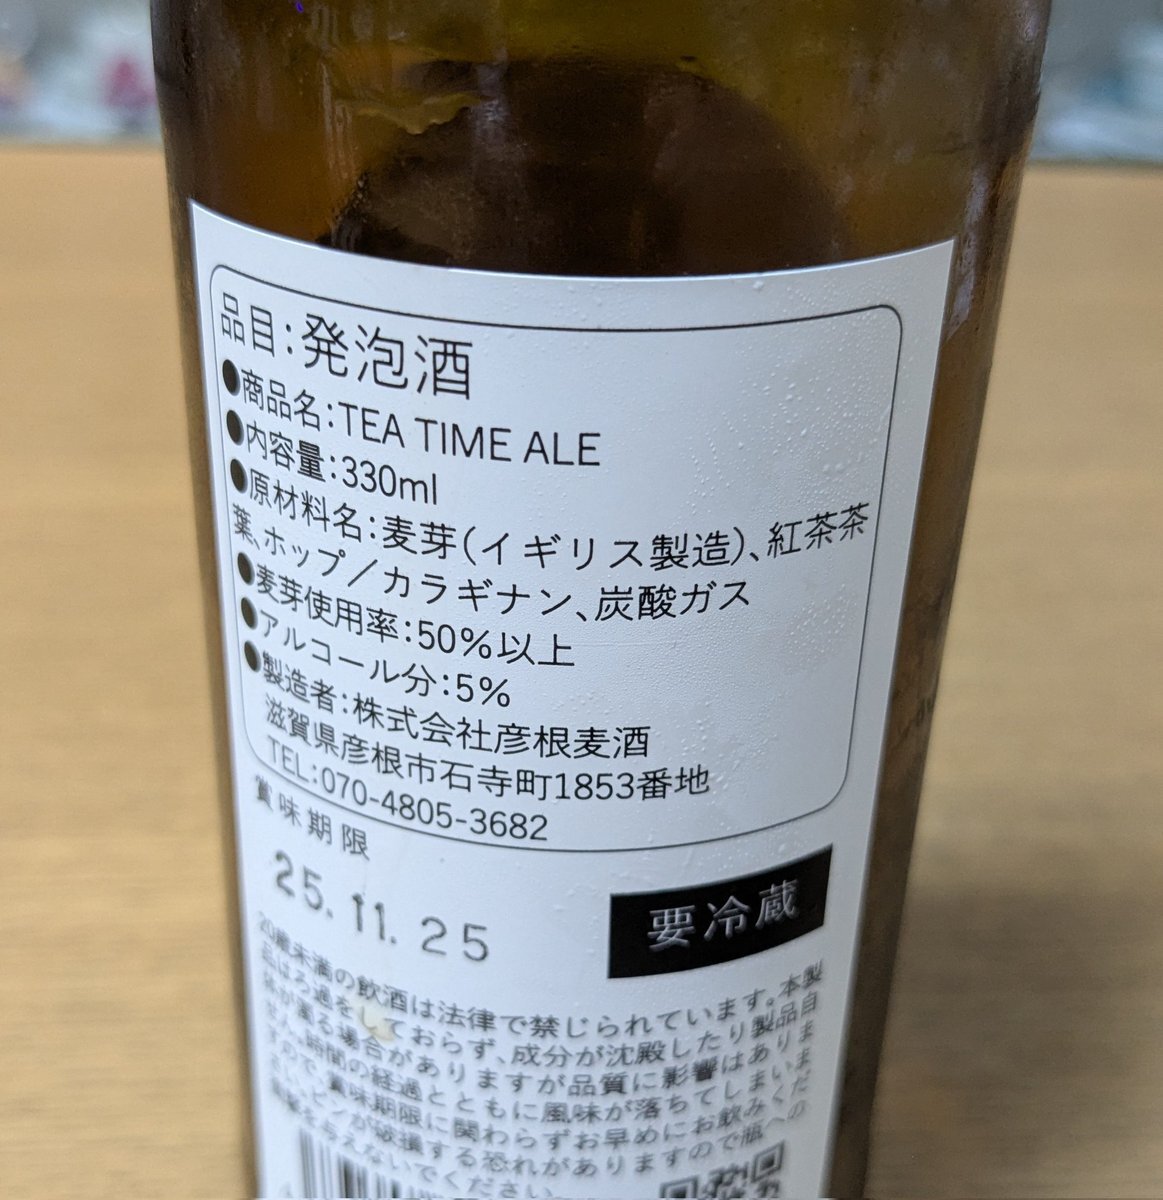 品目：発泡酒
●商品名：TEA TIME ALE
●内容量：330ml
●原材料名：麦芽（イギリス製造）、紅茶茶
葉、ホップ／カラギナン、炭酸ガス
●麦芽使用率：50％以上
●アルコール分：5％
●製造者：株式会社彦根麦酒
滋賀県彦根市石寺町1853番地
TEL：070-4805-3682
賞味期限
25.11.25
要冷蔵
20歳未満の飲酒は法律で禁じられています。本製
品はろ過をしておらず、成分が沈殿したり製品自
体が濁る場合がありますが品質に影響はありま
せん。時間の経過とともに風味が落ちてしまいま
すので、賞味期限に関わらずお早めにお飲みくだ
さい。ビンが破損する恐れがありますので瓶への
衝撃を与えないでください。